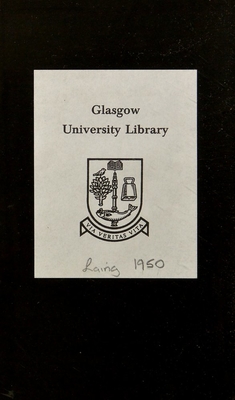 Glasgow
University Library
VIA VERITAS VITA
Laing 1950